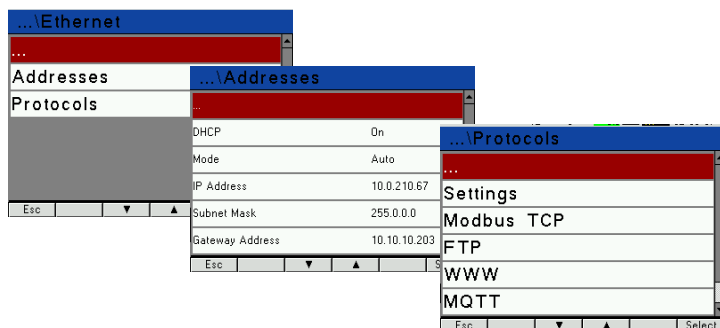 ...\Ethernet
...
Addresses
Protocols
Esc ▼ ▲
...\Addresses
...
DHCP On
Mode Auto
IP Address 10.0.210.67
Subnet Mask 255.0.0.0
Gateway Address 10.10.10.203
Esc ▼ ▲
...\Protocols
...
Settings
Modbus TCP
FTP
WWW
MQTT
Esc ▼ ▲ Select